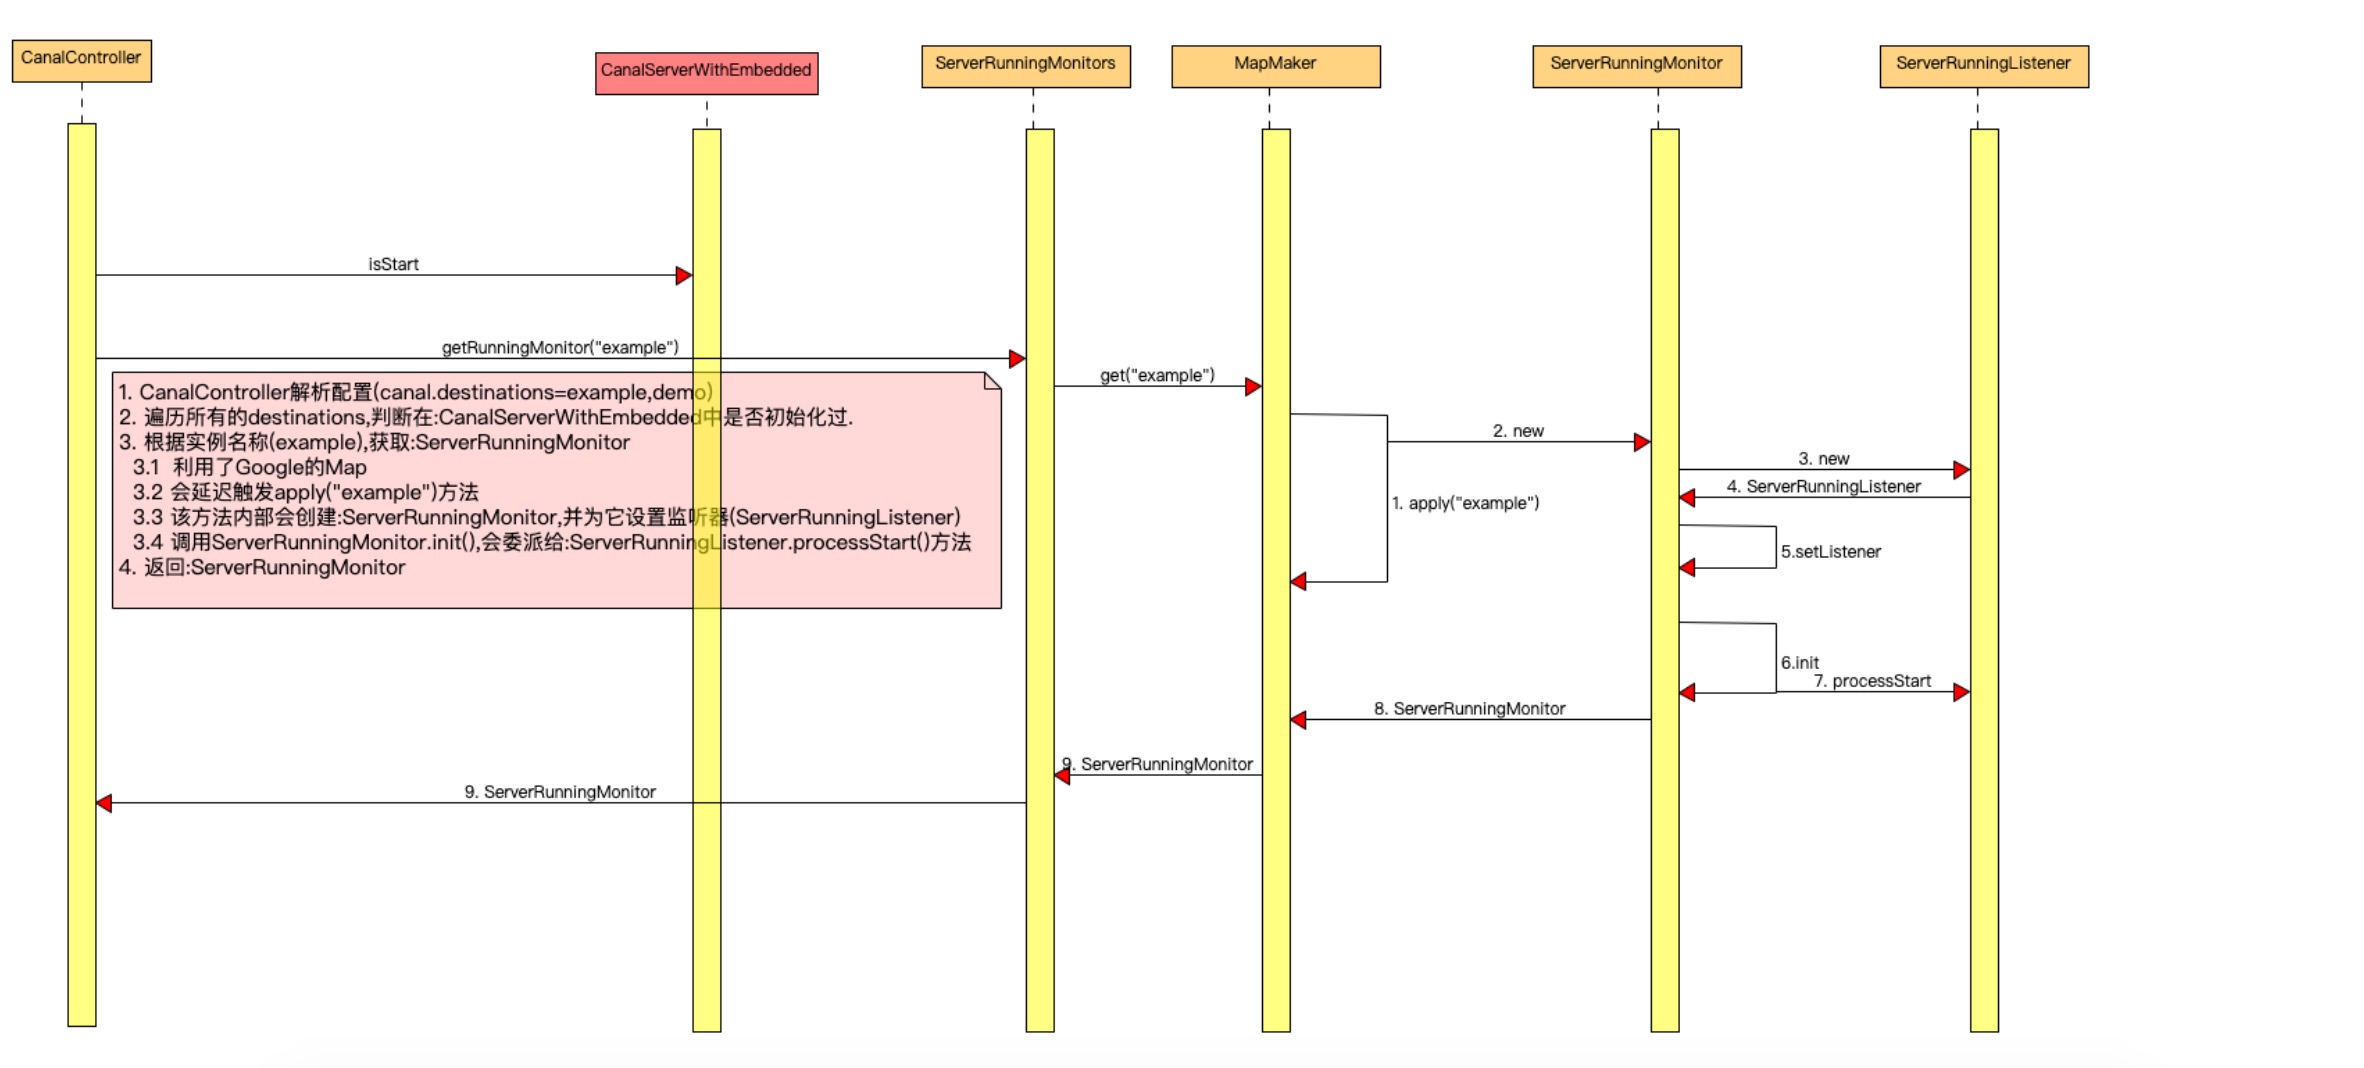 CanalController
CanalServerWithEmbedded
ServerRunningMonitors
MapMaker
ServerRunningMonitor
ServerRunningListener
isStart
getRunningMonitor("example")
get("example")
1. CanalController解析配置(canal.destinations=example,demo)
2. 遍历所有的destinations,判断在:CanalServerWithEmbedded中是否初始化过.
3. 根据实例名称(example),获取:ServerRunningMonitor
3.1 利用了Google的Map
3.2 会延迟触发apply("example")方法
3.3 该方法内部会创建:ServerRunningMonitor,并为它设置监听器(ServerRunningListener)
3.4 调用ServerRunningMonitor.init(),会委派给:ServerRunningListener.processStart()方法
4. 返回:ServerRunningMonitor
2. new
3. new
4. ServerRunningListener
1. apply("example")
5.setListener
6.init
7. processStart
8. ServerRunningMonitor
9. ServerRunningMonitor
9. ServerRunningMonitor